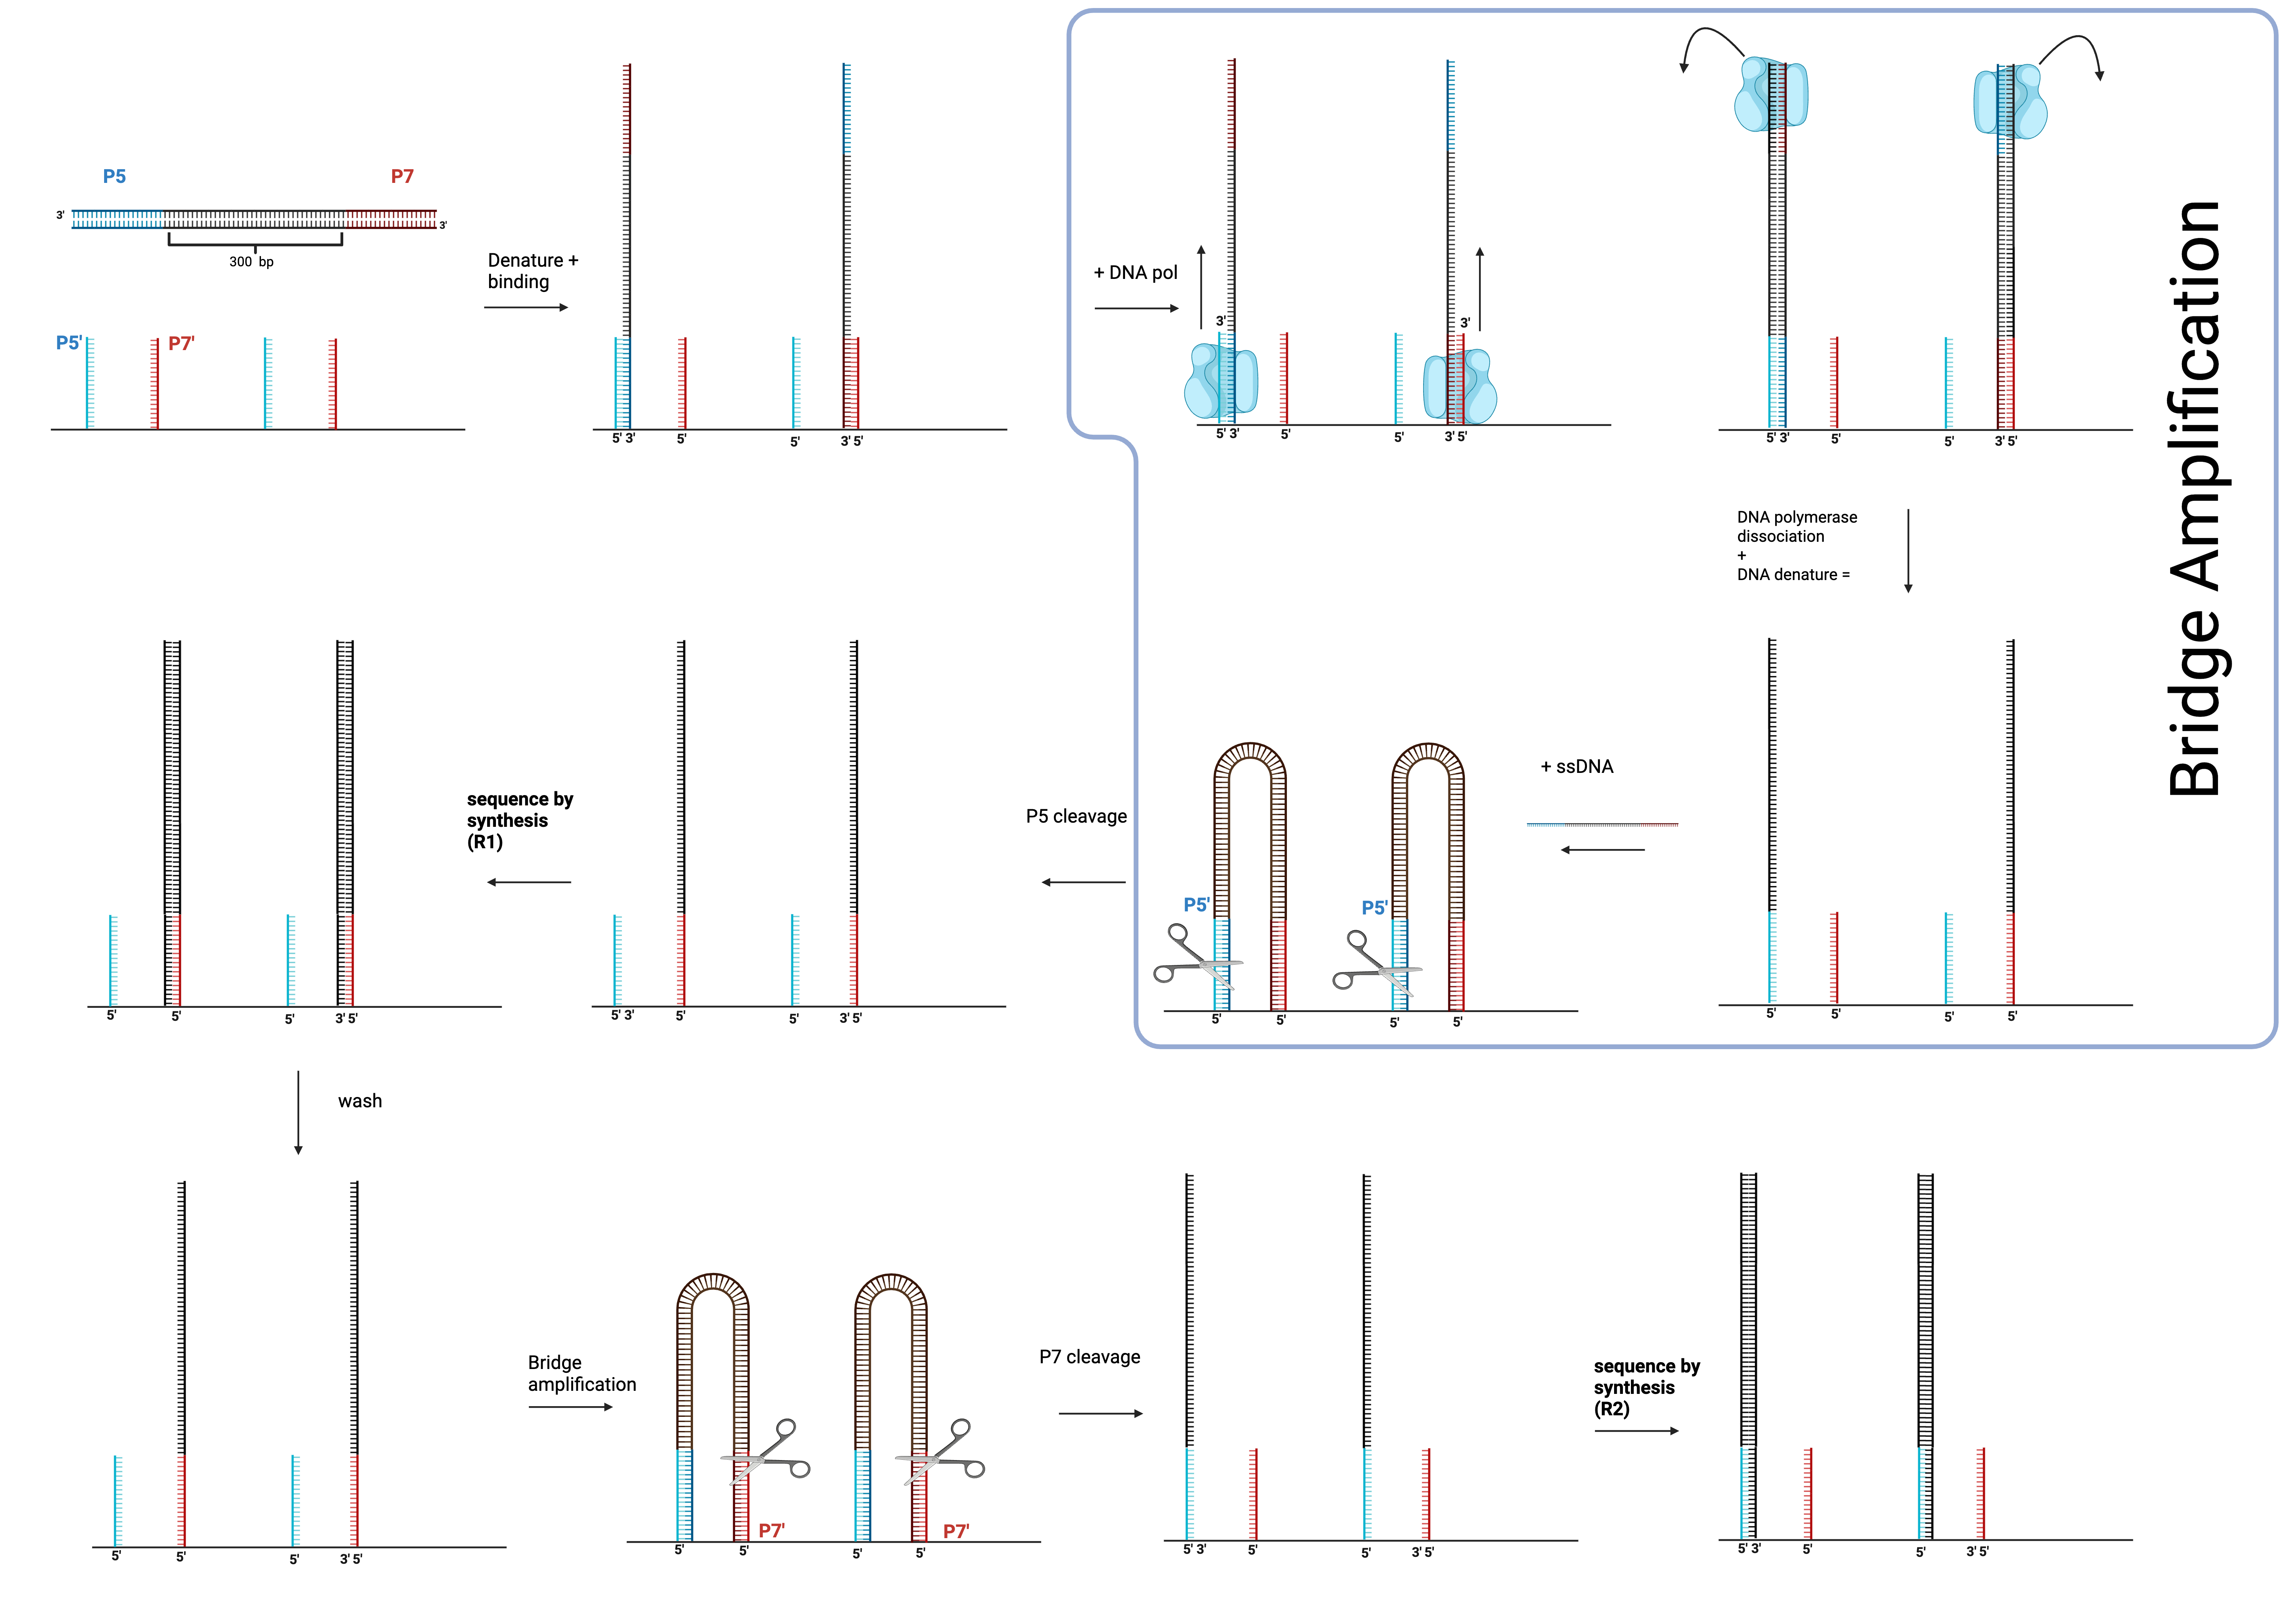 P5
P7
3'
3'
300 bp
P5'
P7'
Denature +
binding
5' 3'
5'
5'
3' 5'
+ DNA pol
3'
3'
5' 3'
5'
5'
3' 5'
5' 3'
5'
5'
3' 5'
Bridge Amplification
DNA polymerase
dissociation
+
DNA denature =
5'
5'
5'
5'
+ ssDNA
P5'
P5'
5'
5'
5'
5'
P5 cleavage
5' 3'
5'
5'
3' 5'
sequence by
synthesis
(R1)
5'
5'
5'
3' 5'
wash
5'
5'
5'
3' 5'
Bridge
amplification
P7'
P7'
5'
5'
5'
5'
P7 cleavage
5' 3'
5'
5'
3' 5'
sequence by
synthesis
(R2)
5' 3'
5'
5'
3' 5'